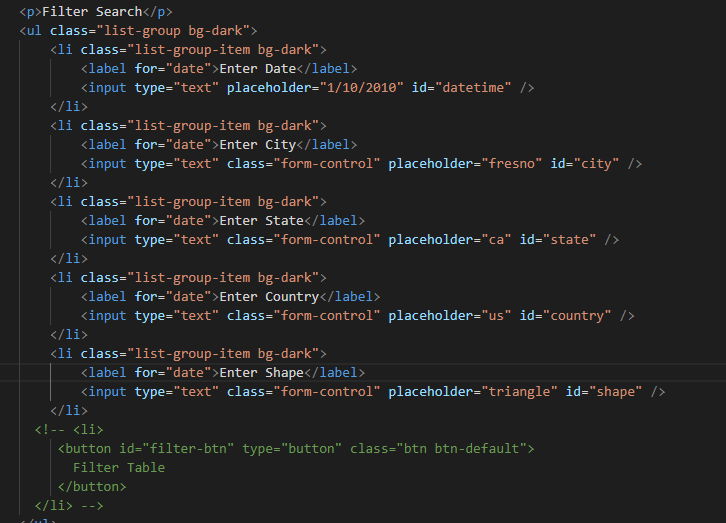 <p>Filter Search</p>
<ul class="list-group bg-dark">
<li class="list-group-item bg-dark">
<label for="date">Enter Date</label>
<input type="text" placeholder="1/10/2010" id="datetime" />
</li>
<li class="list-group-item bg-dark">
<label for="date">Enter City</label>
<input type="text" class="form-control" placeholder="fresno" id="city" />
</li>
<li class="list-group-item bg-dark">
<label for="date">Enter State</label>
<input type="text" class="form-control" placeholder="ca" id="state" />
</li>
<li class="list-group-item bg-dark">
<label for="date">Enter Country</label>
<input type="text" class="form-control" placeholder="us" id="country" />
</li>
<li class="list-group-item bg-dark">
<label for="date">Enter Shape</label>
<input type="text" class="form-control" placeholder="triangle" id="shape" />
</li>
<!-- <li>
<button id="filter-btn" type="button" class="btn btn-default">
Filter Table
</button>
</li> -->
</ul>